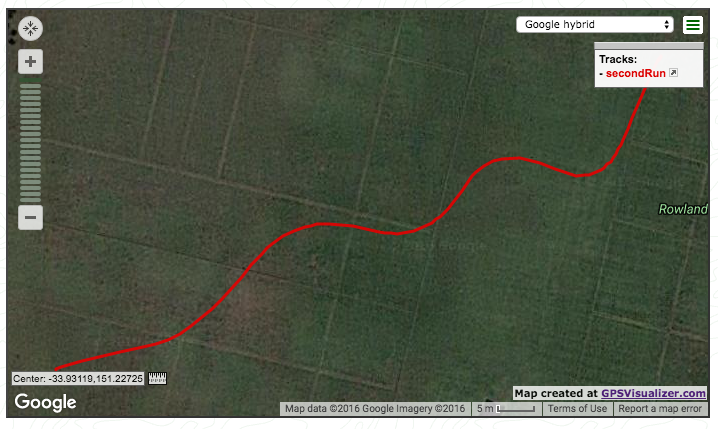 Google hybrid
Tracks:
- secondRun
Rowland
Google
Center: -33.93119,151.22725
Map created at GPSVisualizer.com
Google
Map data ©2016 Google Imagery ©2016
5 m
Terms of Use
Report a map error